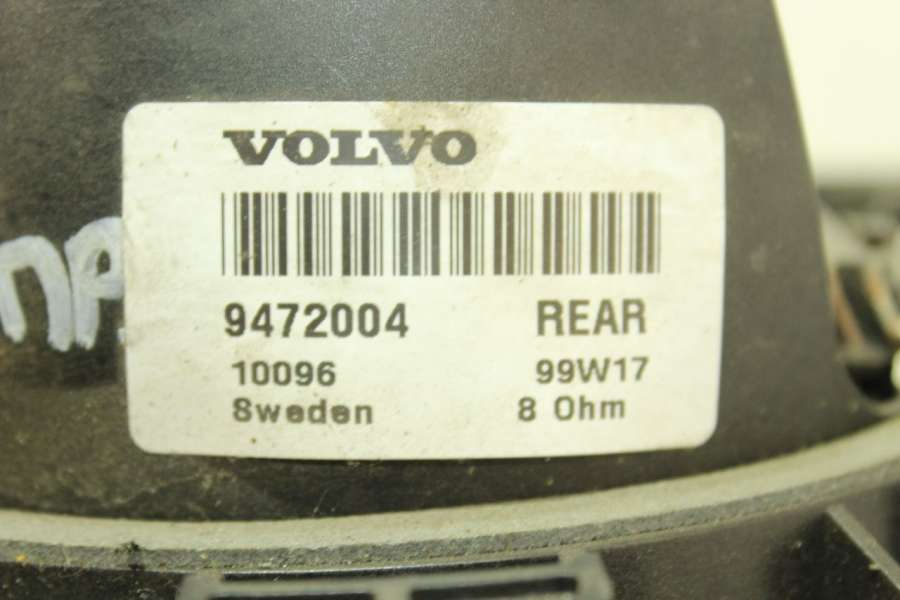 VOLVO
9472004 REAR
10096 99W17
Sweden 8 Ohm